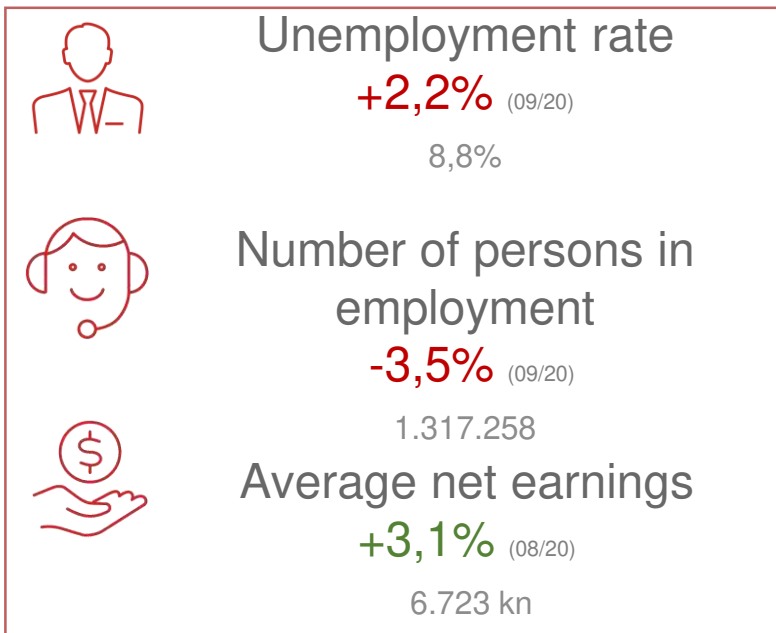 Unemployment rate
+2,2% (09/20)
8,8%
Number of persons in
employment
-3,5% (09/20)
1.317.258
$
Average net earnings
+3,1% (08/20)
6.723 kn